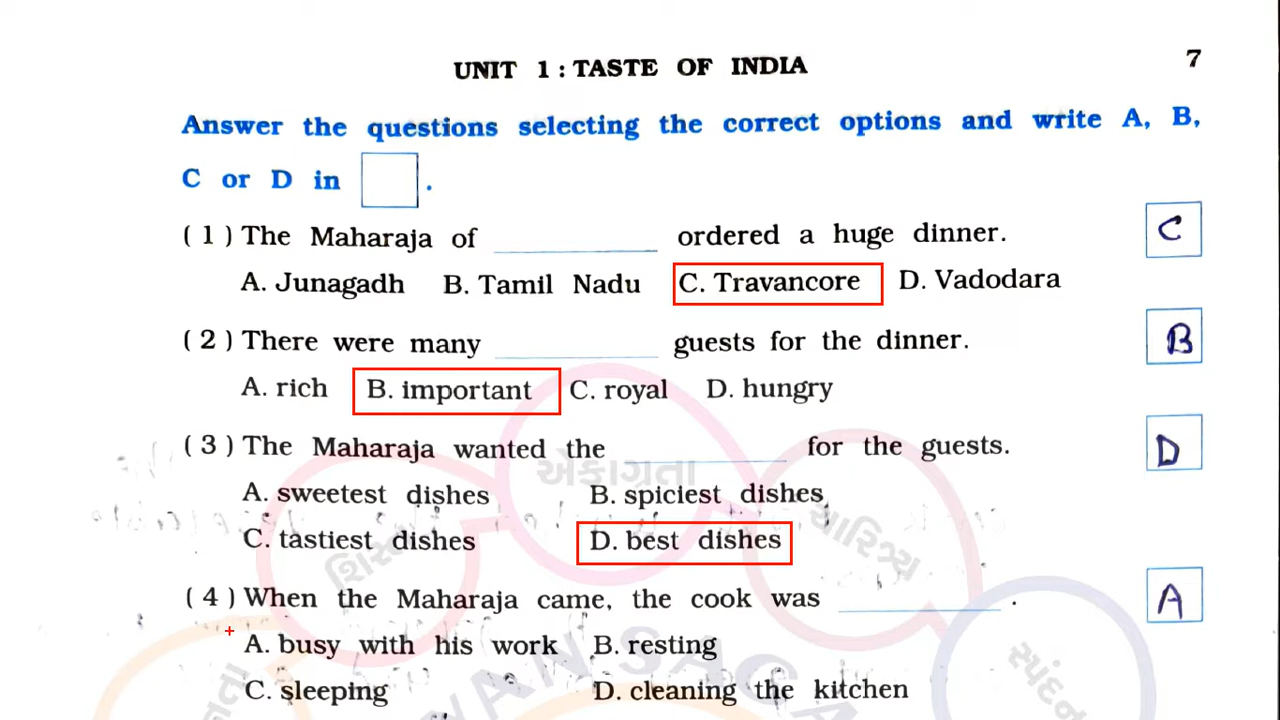 UNIT 1 : TASTE OF INDIA 7
Answer the questions selecting the correct options and write A, B,
C or D in .
( 1 ) The Maharaja of ordered a huge dinner. C
A. Junagadh B. Tamil Nadu C. Travancore D. Vadodara
( 2 ) There were many guests for the dinner. B
A. rich B. important C. royal D. hungry
( 3 ) The Maharaja wanted the for the guests. D
એકાગ્રતા
A. sweetest dishes B. spiciest dishes
C. tastiest dishes D. best dishes
ચારિત્ર્ય
( 4 ) When the Maharaja came, the cook was . A
A. busy with his work B. resting
C. sleeping D. cleaning the kitchen